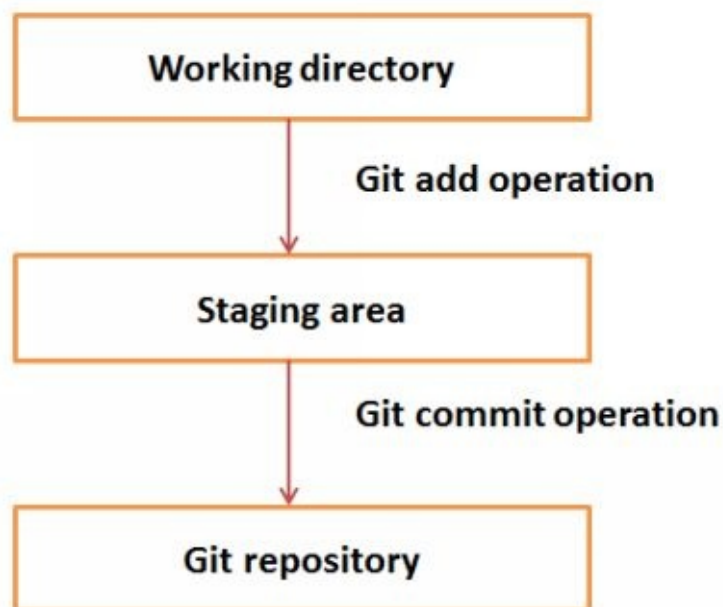 Working directory
Git add operation
Staging area
Git commit operation
Git repository